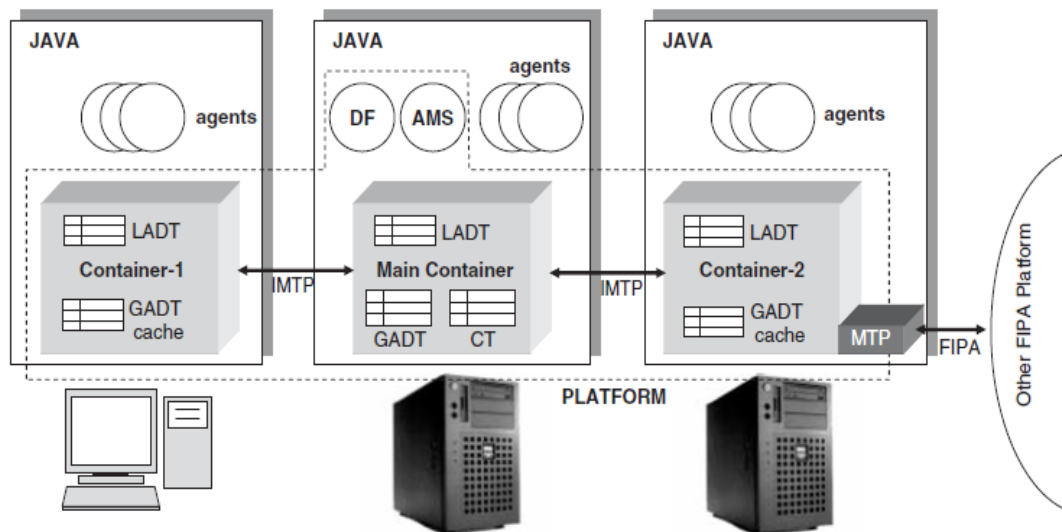 JAVA
agents
LADT
Container-1
GADT
cache
IMTP
JAVA
agents
DF
AMS
LADT
Main Container
GADT
CT
IMTP
JAVA
agents
LADT
Container-2
GADT
cache
MTP
FIPA
Other FIPA Platform
PLATFORM